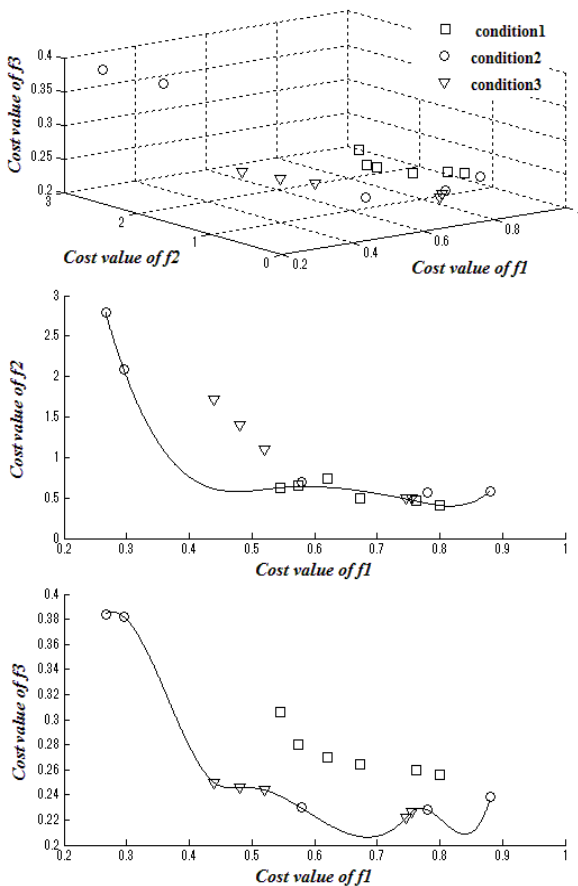 0.4
0.35
0.3
0.25
0.2
Cost value of f3
3
2
1
0
Cost value of f2
0.2
0.4
0.6
0.8
Cost value of f1
condition1
condition2
condition3
3
2.5
2
1.5
1
0.5
0
Cost value of f2
0.2 0.3 0.4 0.5 0.6 0.7 0.8 0.9 1
Cost value of f1
0.38
0.36
0.34
0.32
0.3
0.28
0.26
0.24
0.22
0.2
Cost value of f3
0.2 0.3 0.4 0.5 0.6 0.7 0.8 0.9 1
Cost value of f1